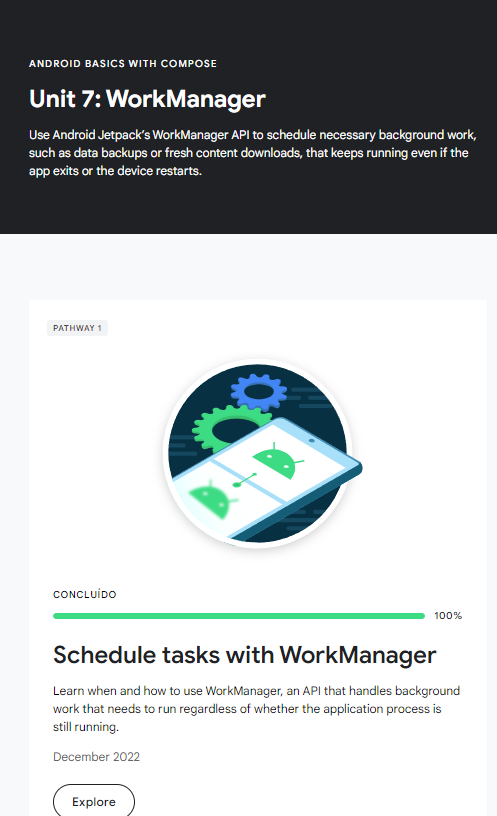 ANDROID BASICS WITH COMPOSE
Unit 7: WorkManager
Use Android Jetpack’s WorkManager API to schedule necessary background work,
such as data backups or fresh content downloads, that keeps running even if the
app exits or the device restarts.
PATHWAY 1
CONCLUÍDO
100%
Schedule tasks with WorkManager
Learn when and how to use WorkManager, an API that handles background
work that needs to run regardless of whether the application process is
still running.
December 2022
Explore